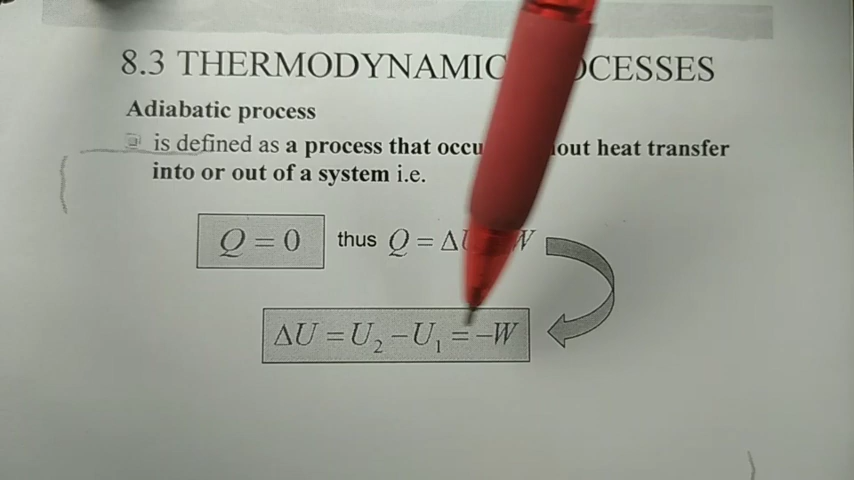 8.3 THERMODYNAMIC OCESSES
Adiabatic process
is defined as a process that occu out heat transfer
into or out of a system i.e.
Q = 0 thus Q = Δ W
ΔU = U₂ − U₁ = −W